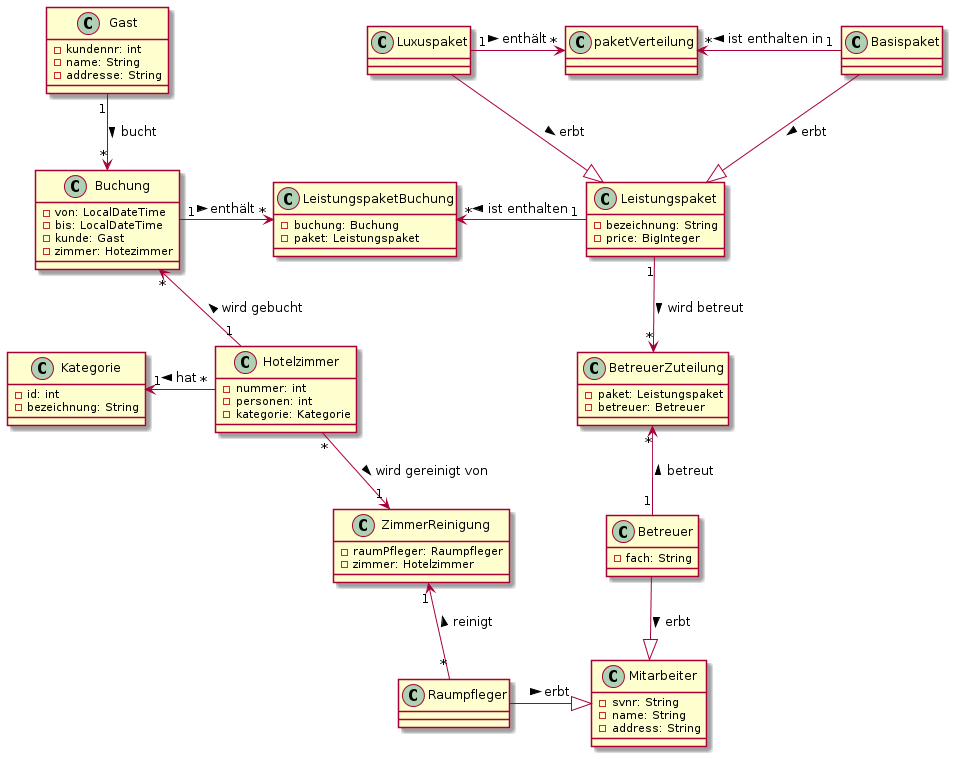 C Gast
kundennr: int
name: String
addresse: String
C Luxuspaket
1 enthält *
C paketVerteilung
* ist enthalten in 1
C Basispaket
1
bucht
*
erbt
erbt
C Buchung
von: LocalDateTime
bis: LocalDateTime
kunde: Gast
zimmer: Hotezimmer
1 enthält *
C LeistungspaketBuchung
buchung: Buchung
paket: Leistungspaket
* ist enthalten 1
C Leistungspaket
bezeichnung: String
price: BigInteger
*
wird gebucht
1
1
wird betreut
*
C Kategorie
id: int
bezeichnung: String
1 hat *
C Hotelzimmer
nummer: int
personen: int
kategorie: Kategorie
C BetreuerZuteilung
paket: Leistungspaket
betreuer: Betreuer
*
wird gereinigt von
1
*
betreut
1
C ZimmerReinigung
raumPfleger: Raumpfleger
zimmer: Hotelzimmer
C Betreuer
fach: String
1
reinigt
*
erbt
C Raumpfleger
erbt
C Mitarbeiter
svnr: String
name: String
address: String